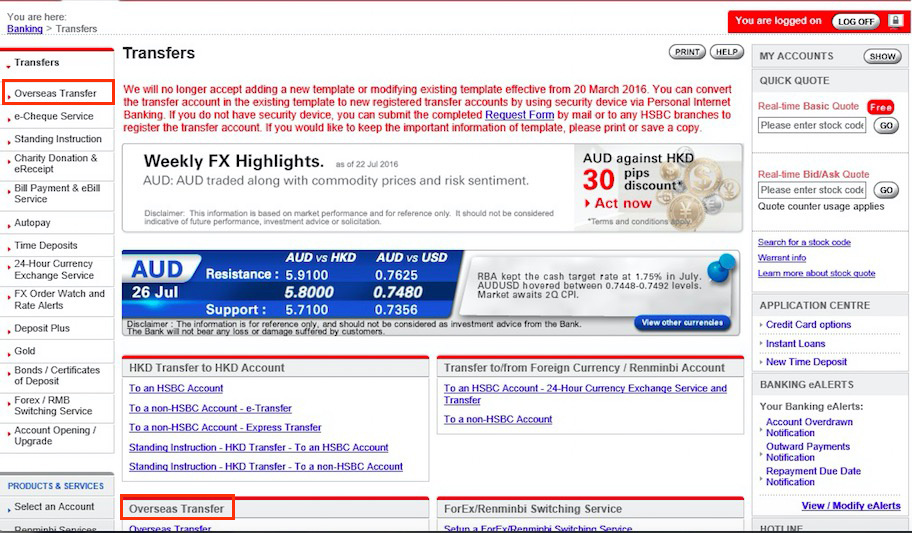 You are here:
Banking > Transfers
You are logged on
LOG OFF
Transfers
Overseas Transfer
e-Cheque Service
Standing Instruction
Charity Donation &
eReceipt
Bill Payment & eBill
Service
Autopay
Time Deposits
24-Hour Currency
Exchange Service
FX Order Watch and
Rate Alerts
Deposit Plus
Gold
Bonds / Certificates
of Deposit
Forex / RMB
Switching Service
Account Opening /
Upgrade
PRODUCTS & SERVICES
Select an Account
Renminbi Services
Transfers
PRINT
HELP
We will no longer accept adding a new template or modifying existing template effective from 20 March 2016. You can convert
the transfer account in the existing template to new registered transfer accounts by using security device via Personal Internet
Banking. If you do not have security device, you can submit the completed Request Form by mail or to any HSBC branches to
register the transfer account. If you would like to keep the important information of template, please print or save a copy.
Weekly FX Highlights. as of 22 Jul 2016
AUD: AUD traded along with commodity prices and risk sentiment.
Disclaimer: This information is based on market performance and for reference only. It should not be considered
indicative of future performance, investment advice or solicitation.
AUD against HKD
30 pips
discount*
Act now
*Terms and conditions apply
AUD
26 Jul
AUD vs HKD AUD vs USD
Resistance : 5.9100 0.7625
5.8000 0.7480
Support : 5.7100 0.7356
RBA kept the cash target rate at 1.75% in July.
AUDUSD hovered between 0.7448-0.7492 levels.
Market awaits 2Q CPI.
Disclaimer : The information is for reference only, and should not be considered as investment advice from the Bank.
The Bank will not bear any loss or damage suffered by customers.
View other currencies
HKD Transfer to HKD Account
To an HSBC Account
To a non-HSBC Account - e-Transfer
To a non-HSBC Account - Express Transfer
Standing Instruction - HKD Transfer - To an HSBC Account
Standing Instruction - HKD Transfer - To a non-HSBC Account
Transfer to/from Foreign Currency / Renminbi Account
To an HSBC Account - 24-Hour Currency Exchange Service and
Transfer
To a non-HSBC Account
Overseas Transfer
Overseas Transfer
ForEx/Renminbi Switching Service
Setup a ForEx/Renminbi Switching Service
MY ACCOUNTS
SHOW
QUICK QUOTE
Real-time Basic Quote
Free
Please enter stock code
GO
Real-time Bid/Ask Quote
Please enter stock code
GO
Quote counter usage applies
Search for a stock code
Warrent info
Learn more about stock quote
APPLICATION CENTRE
Credit Card options
Instant Loans
New Time Deposit
BANKING eALERTS
Your Banking eAlerts:
Account Overdrawn
Notification
Outward Payments
Notification
Repayment Due Date
Notification
View / Modify eAlerts
HOTLINE